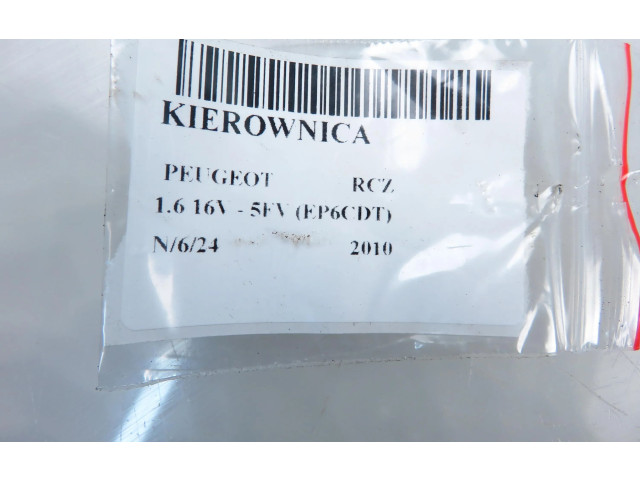 KIEROWNICA
PEUGEOT RCZ
1.6 16V - 5FV (EP6CDT)
N/6/24 2010